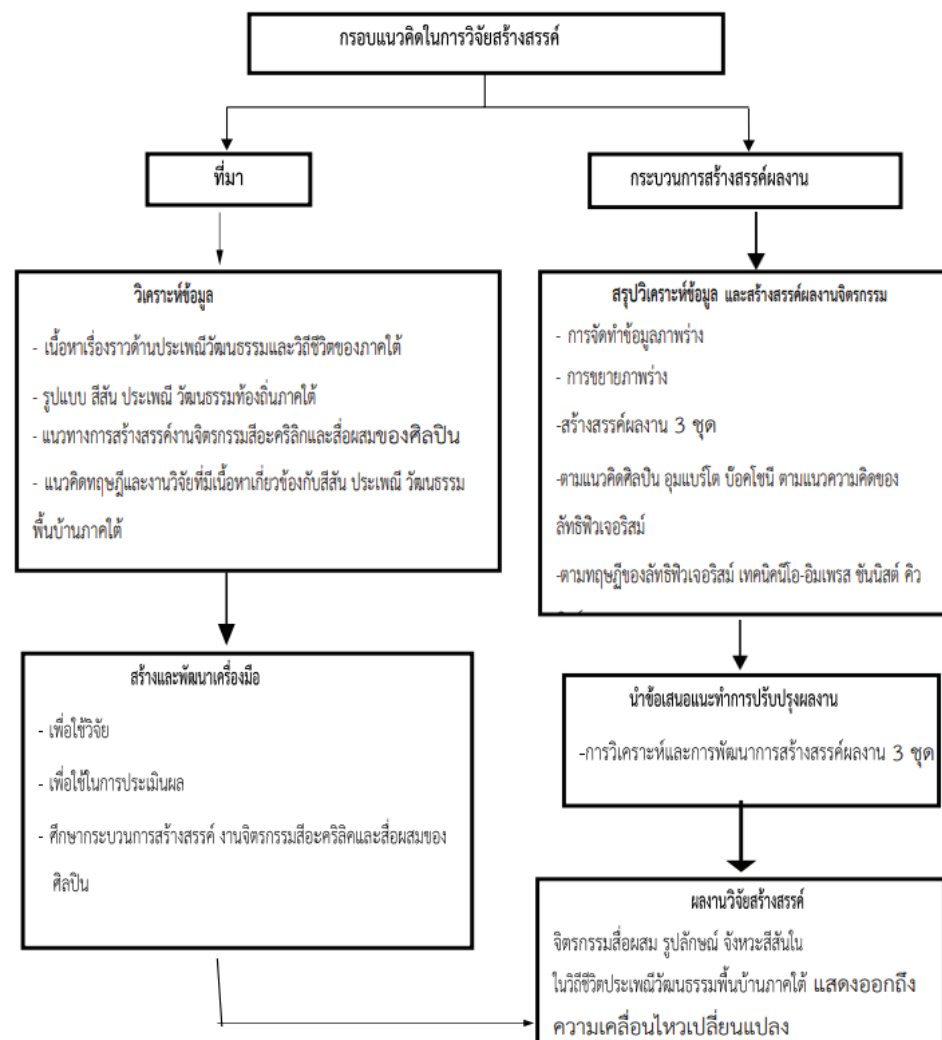 กรอบแนวคิดในการวิจัยสร้างสรรค์
ที่มา
กระบวนการสร้างสรรค์ผลงาน
วิเคราะห์ข้อมูล
- เนื้อหาเรื่องราวด้านประเพณีวัฒนธรรมและวิถีชีวิตของภาคใต้
- รูปแบบ สีสัน ประเพณี วัฒนธรรมท้องถิ่นภาคใต้
- แนวทางการสร้างสรรค์งานจิตรกรรมสีอะคริลิกและสื่อผสมของศิลปิน
- แนวคิดทฤษฎีและงานวิจัยที่มีเนื้อหาเกี่ยวข้องกับสีสัน ประเพณี วัฒนธรรม
พื้นบ้านภาคใต้
สร้างและพัฒนาเครื่องมือ
- เพื่อใช้วิจัย
- เพื่อใช้ในการประเมินผล
- ศึกษากระบวนการสร้างสรรค์ งานจิตรกรรมสีอะคริลิคและสื่อผสมของ
ศิลปิน
สรุปวิเคราะห์ข้อมูล และสร้างสรรค์ผลงานจิตรกรรม
- การจัดทำข้อมูลภาพร่าง
- การขยายภาพร่าง
-สร้างสรรค์ผลงาน 3 ชุด
-ตามแนวคิดศิลปิน อุมแบร์โต บ๊อคโชนี ตามแนวความคิดของ
ลัทธิฟิวเจอริสม์
-ตามทฤษฎีของลัทธิฟิวเจอริสม์ เทคนิคนีโอ-อิมเพรส ชันนิสต์ คิว
นำข้อเสนอแนะทำการปรับปรุงผลงาน
-การวิเคราะห์และการพัฒนาการสร้างสรรค์ผลงาน 3 ชุด
ผลงานวิจัยสร้างสรรค์
จิตรกรรมสื่อผสม รูปลักษณ์ จังหวะสีสันใน
ในวิถีชีวิตประเพณีวัฒนธรรมพื้นบ้านภาคใต้ แสดงออกถึง
ความเคลื่อนไหวเปลี่ยนแปลง